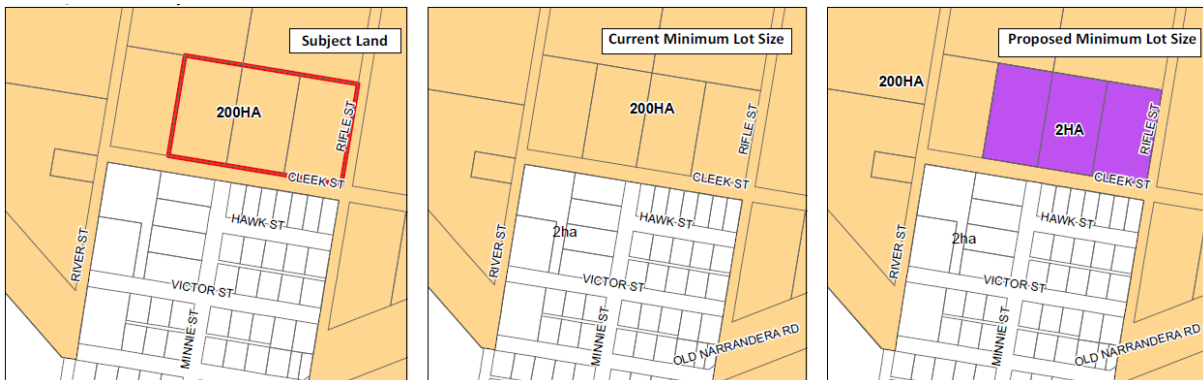 Subject Land
200HA
RIFLE ST
CLEEK ST
HAWK ST
RIVER ST
VICTOR ST
MINNIE ST
Current Minimum Lot Size
200HA
RIFLE ST
CLEEK ST
HAWK ST
2ha
RIVER ST
VICTOR ST
MINNIE ST
OLD NARRANDERA RD
Proposed Minimum Lot Size
200HA
2HA
RIFLE ST
CLEEK ST
HAWK ST
2ha
RIVER ST
VICTOR ST
MINNIE ST
OLD NARRANDERA RD